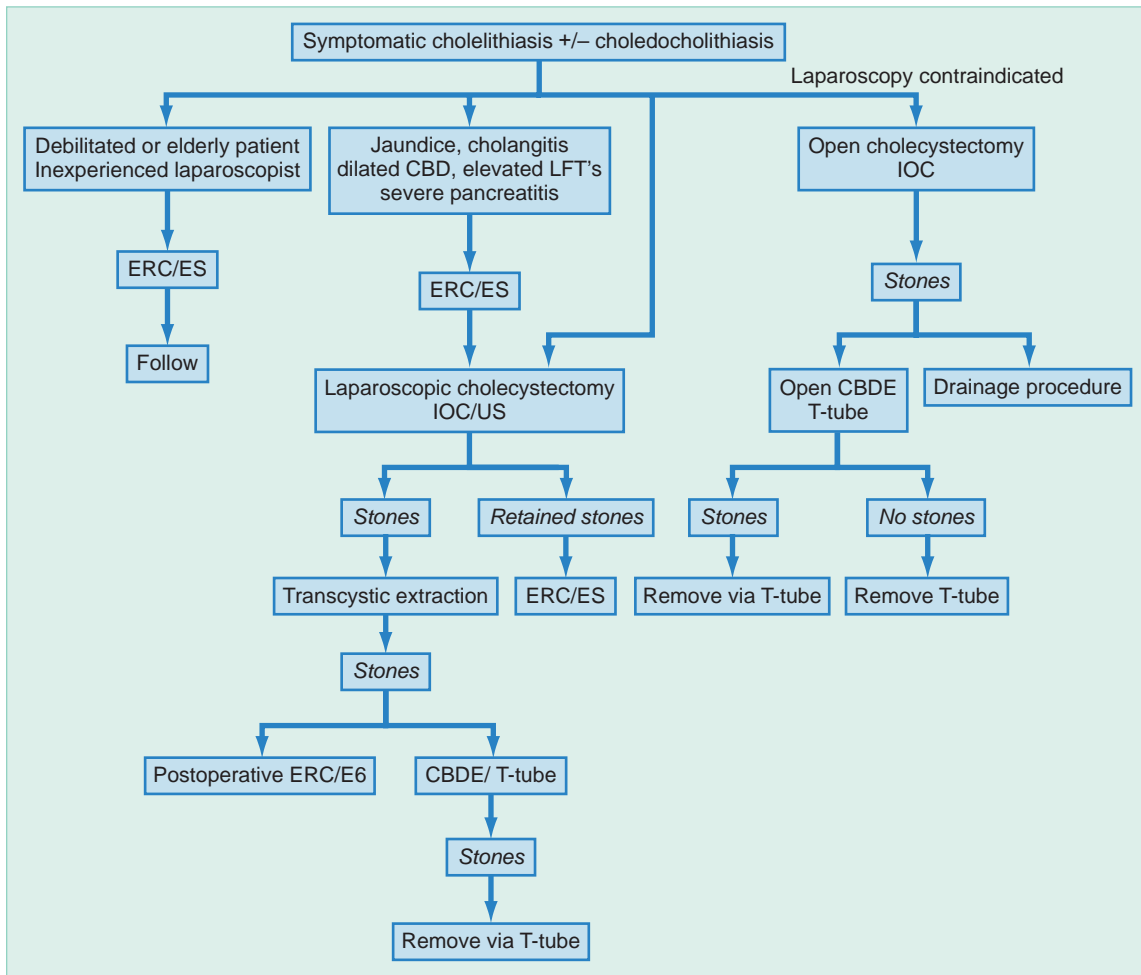 Symptomatic cholelithiasis +/– choledocholithiasis
Laparoscopy contraindicated
Debilitated or elderly patient
Inexperienced laparoscopist
Jaundice, cholangitis
dilated CBD, elevated LFT's
severe pancreatitis
Open cholecystectomy
IOC
ERC/ES
ERC/ES
Stones
Follow
Laparoscopic cholecystectomy
IOC/US
Open CBDE
T-tube
Drainage procedure
Stones
Retained stones
Stones
No stones
Transcystic extraction
ERC/ES
Remove via T-tube
Remove T-tube
Stones
Postoperative ERC/E6
CBDE/ T-tube
Stones
Remove via T-tube